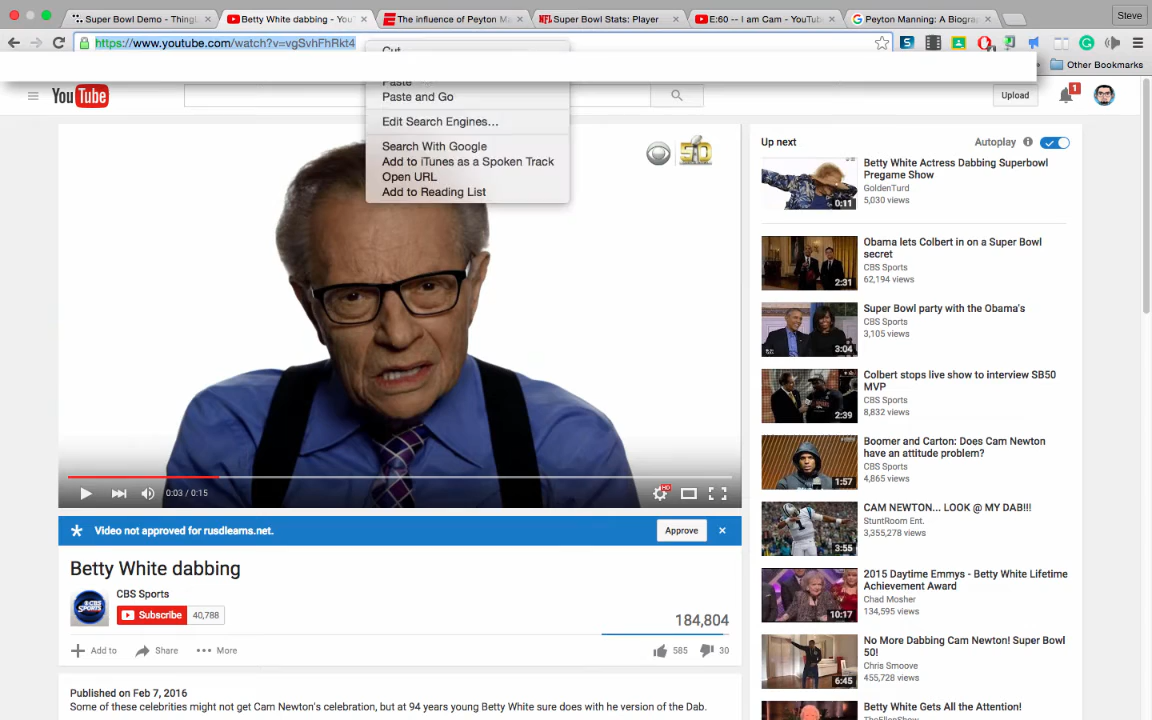 Super Bowl Demo - Thing
Betty White dabbing - You
The influence of Peyton M
Super Bowl Stats: Player
E:60 -- I am Cam - YouTub
Peyton Manning: A Biograp
Steve
https://www.youtube.com/watch?v=vgSvhFhRkt4
Other Bookmarks
Cut
Paste
Paste and Go
Edit Search Engines...
Search With Google
Add to iTunes as a Spoken Track
Open URL
Add to Reading List
YouTube
Upload
1
50
0:03 / 0:15
HD
Video not approved for rusdlearns.net.
Approve
Betty White dabbing
CBS SPORTS
CBS Sports
Subscribe
40,788
184,804
Add to
Share
More
585
30
Published on Feb 7, 2016
Some of these celebrities might not get Cam Newton's celebration, but at 94 years young Betty White sure does with he version of the Dab.
Up next
Autoplay
Betty White Actress Dabbing Superbowl
Pregame Show
GoldenTurd
5,030 views
0:11
Obama lets Colbert in on a Super Bowl
secret
CBS Sports
62,194 views
2:31
Super Bowl party with the Obama's
CBS Sports
3,105 views
3:04
Colbert stops live show to interview SB50
MVP
CBS Sports
8,832 views
2:39
Boomer and Carton: Does Cam Newton
have an attitude problem?
CBS Sports
4,865 views
1:57
CAM NEWTON... LOOK @ MY DAB!!!
StuntRoom Ent.
3,355,278 views
3:55
2015 Daytime Emmys - Betty White Lifetime
Achievement Award
Chad Mosher
134,595 views
10:17
No More Dabbing Cam Newton! Super Bowl
50!
Chris Smoove
455,728 views
6:45
Betty White Gets All the Attention!
TheEllenShow